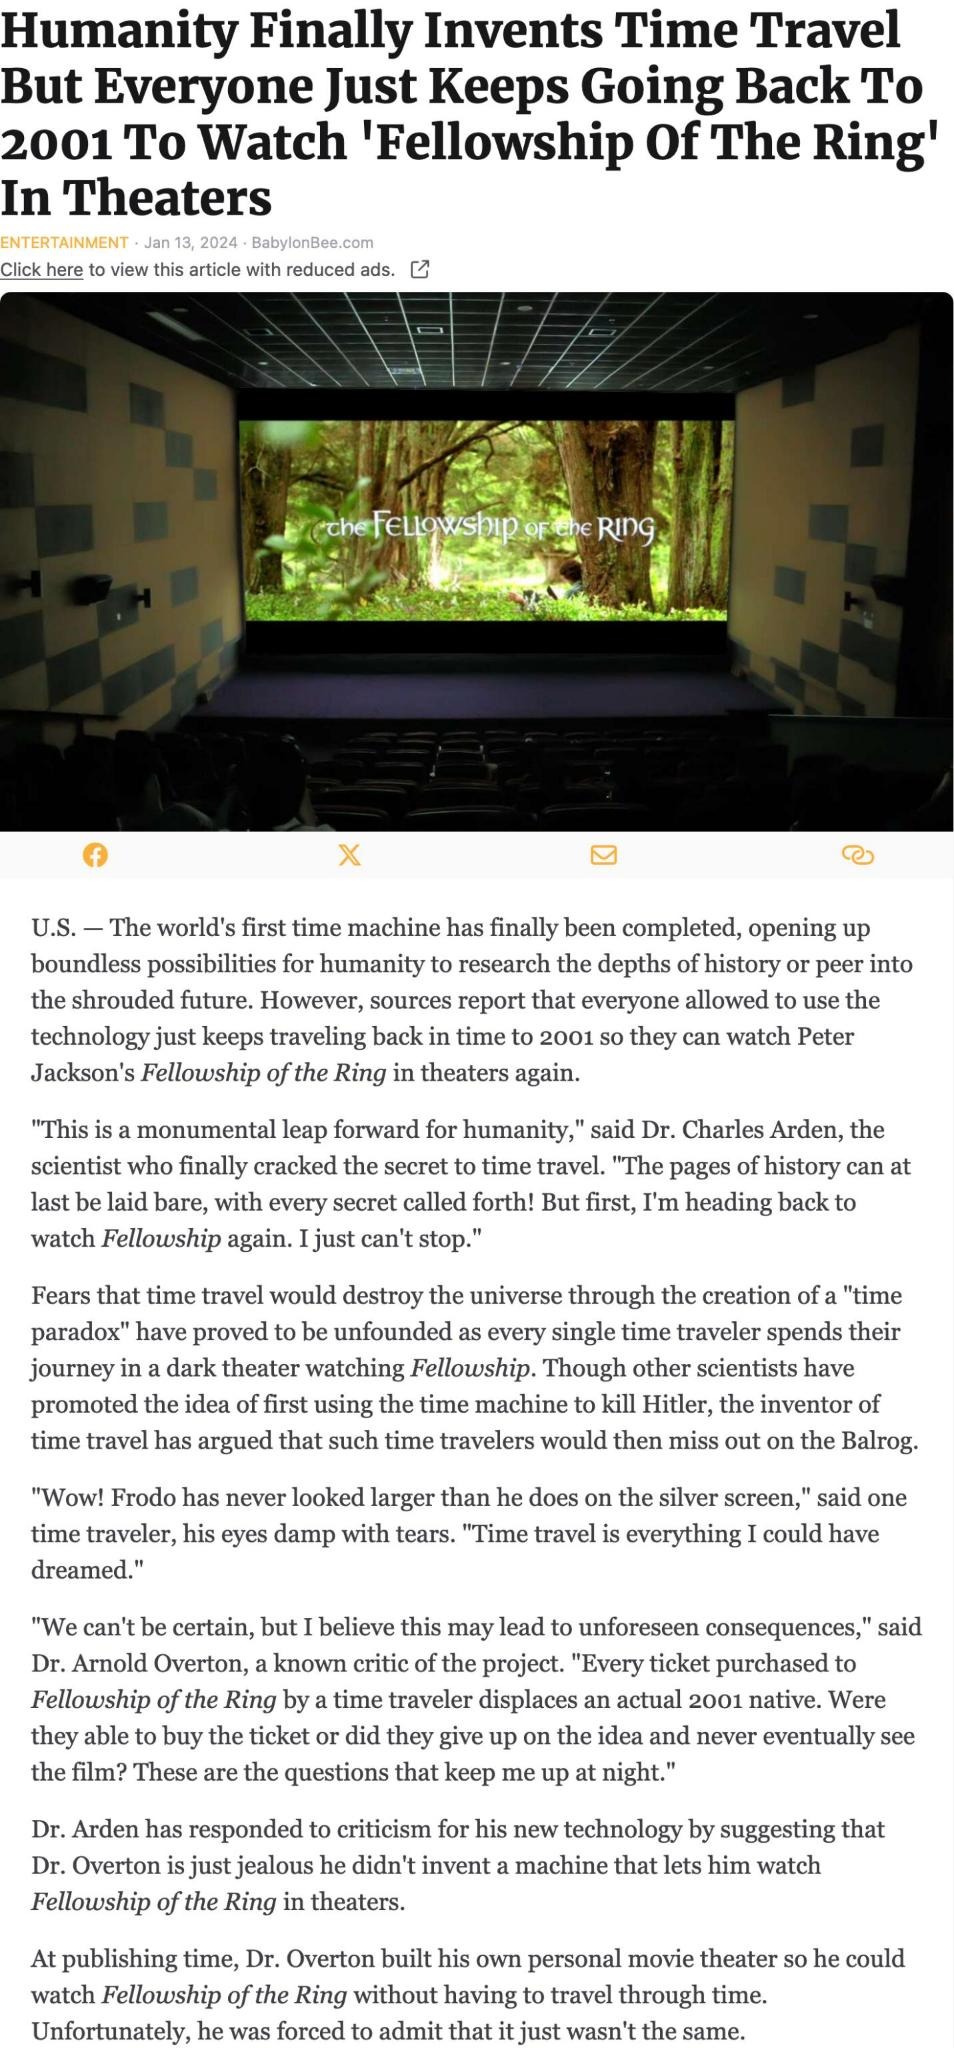 Humanity Finally Invents Time Travel
But Everyone Just Keeps Going Back To
2001 To Watch 'Fellowship Of The Ring'
In Theaters
ENTERTAINMENT · Jan 13, 2024 · BabylonBee.com
Click here to view this article with reduced ads.
the Fellowship of the Ring
U.S. — The world's first time machine has finally been completed, opening up
boundless possibilities for humanity to research the depths of history or peer into
the shrouded future. However, sources report that everyone allowed to use the
technology just keeps traveling back in time to 2001 so they can watch Peter
Jackson's Fellowship of the Ring in theaters again.
"This is a monumental leap forward for humanity," said Dr. Charles Arden, the
scientist who finally cracked the secret to time travel. "The pages of history can at
last be laid bare, with every secret called forth! But first, I'm heading back to
watch Fellowship again. I just can't stop."
Fears that time travel would destroy the universe through the creation of a "time
paradox" have proved to be unfounded as every single time traveler spends their
journey in a dark theater watching Fellowship. Though other scientists have
promoted the idea of first using the time machine to kill Hitler, the inventor of
time travel has argued that such time travelers would then miss out on the Balrog.
"Wow! Frodo has never looked larger than he does on the silver screen," said one
time traveler, his eyes damp with tears. "Time travel is everything I could have
dreamed."
"We can't be certain, but I believe this may lead to unforeseen consequences," said
Dr. Arnold Overton, a known critic of the project. "Every ticket purchased to
Fellowship of the Ring by a time traveler displaces an actual 2001 native. Were
they able to buy the ticket or did they give up on the idea and never eventually see
the film? These are the questions that keep me up at night."
Dr. Arden has responded to criticism for his new technology by suggesting that
Dr. Overton is just jealous he didn't invent a machine that lets him watch
Fellowship of the Ring in theaters.
At publishing time, Dr. Overton built his own personal movie theater so he could
watch Fellowship of the Ring without having to travel through time.
Unfortunately, he was forced to admit that it just wasn't the same.